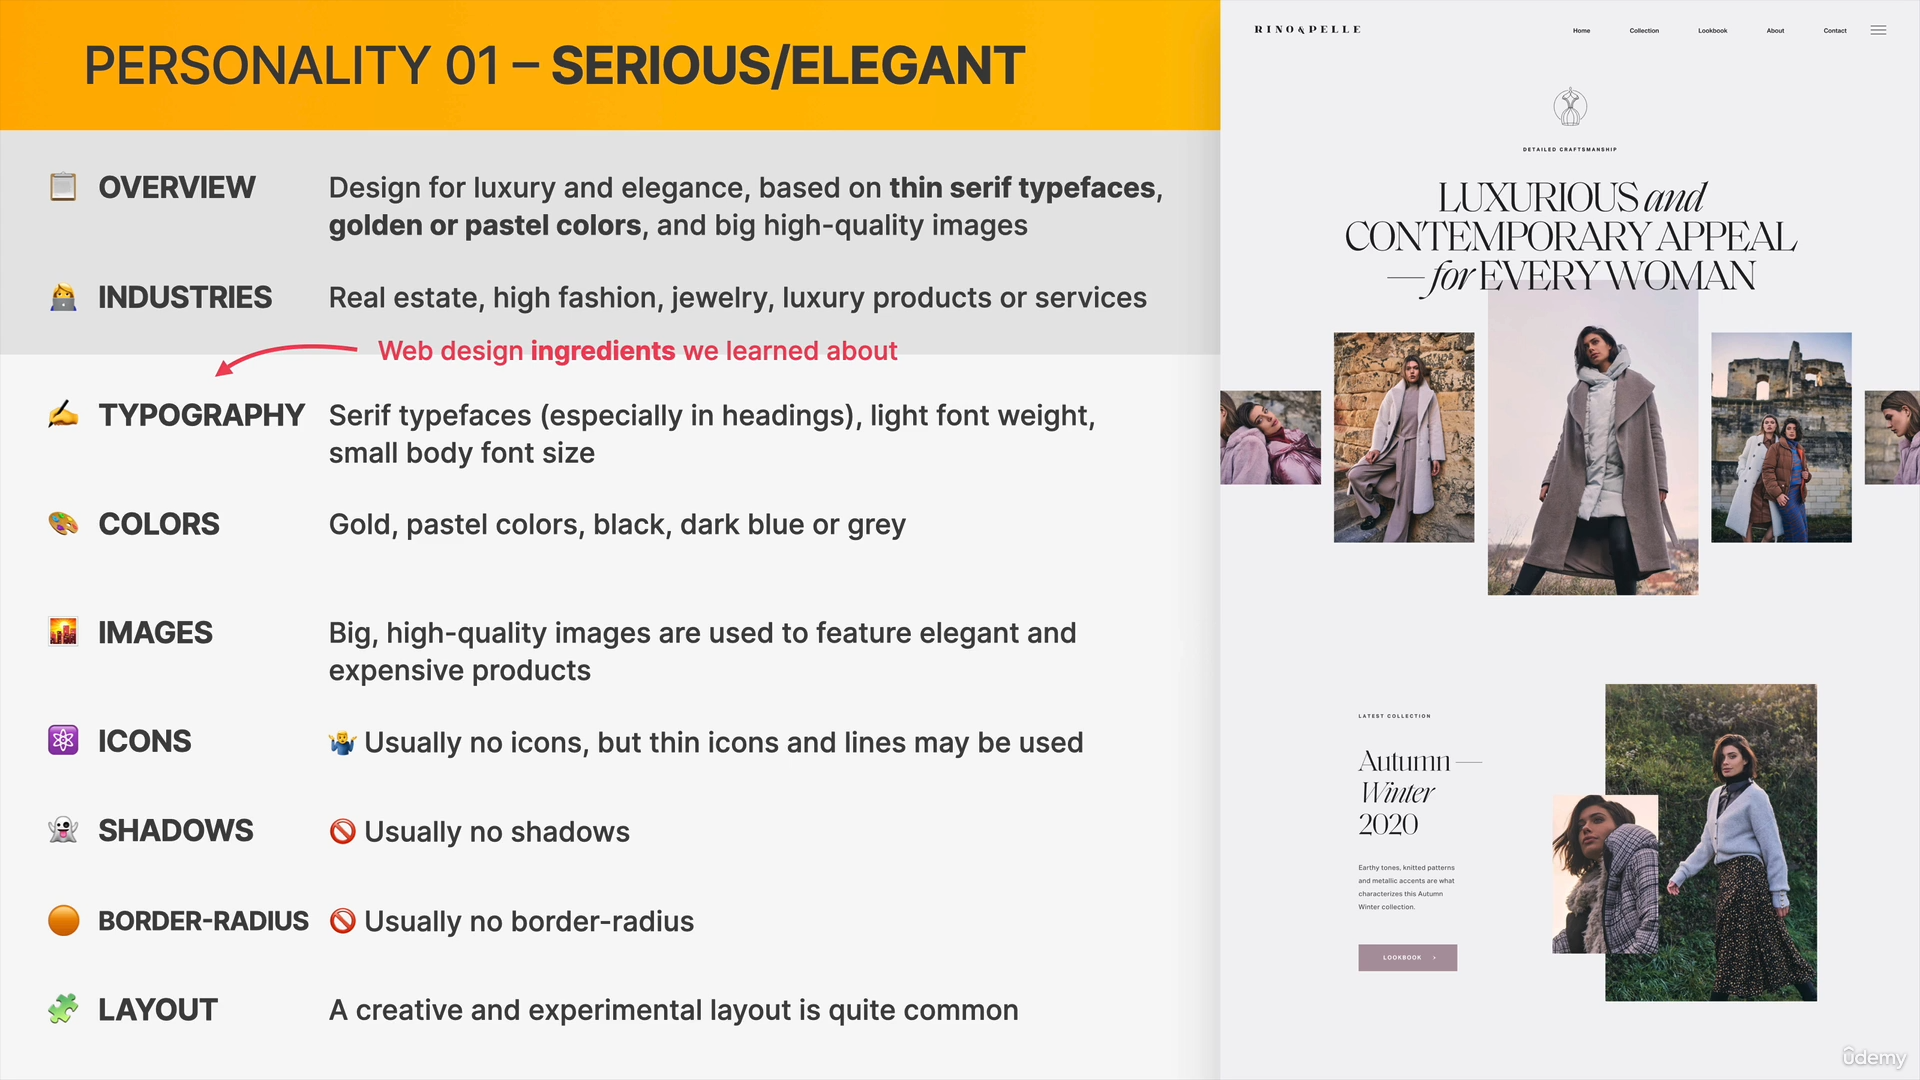 PERSONALITY 01 – SERIOUS/ELEGANT
OVERVIEW
Design for luxury and elegance, based on thin serif typefaces,
golden or pastel colors, and big high-quality images
INDUSTRIES
Real estate, high fashion, jewelry, luxury products or services
Web design ingredients we learned about
TYPOGRAPHY
Serif typefaces (especially in headings), light font weight,
small body font size
COLORS
Gold, pastel colors, black, dark blue or grey
IMAGES
Big, high-quality images are used to feature elegant and
expensive products
ICONS
Usually no icons, but thin icons and lines may be used
SHADOWS
Usually no shadows
BORDER-RADIUS
Usually no border-radius
LAYOUT
A creative and experimental layout is quite common
RINO&PELLE
Home Collection Lookbook About Contact
DETAILED CRAFTSMANSHIP
LUXURIOUS and
CONTEMPORARY APPEAL
— for EVERY WOMAN
LATEST COLLECTION
Autumn —
Winter
2020
Earthy tones, knitted patterns
and metallic accents are what
characterizes this Autumn
Winter collection.
LOOKBOOK >
ûdemy